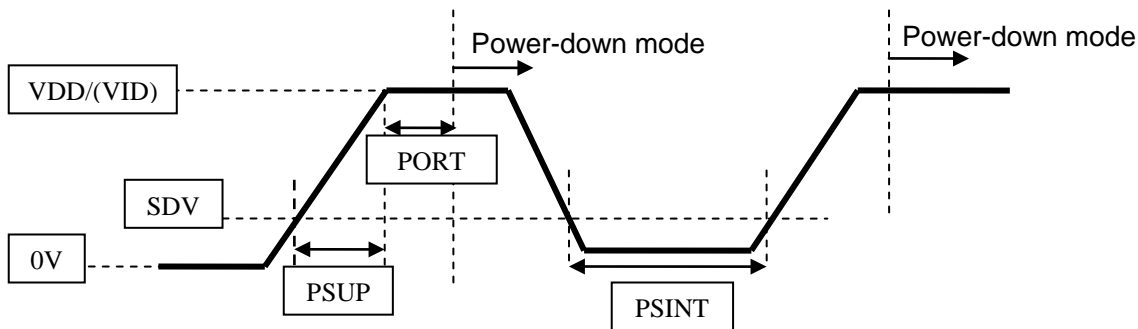 Power-down mode
Power-down mode
VDD/(VID)
PORT
SDV
0V
PSUP
PSINT